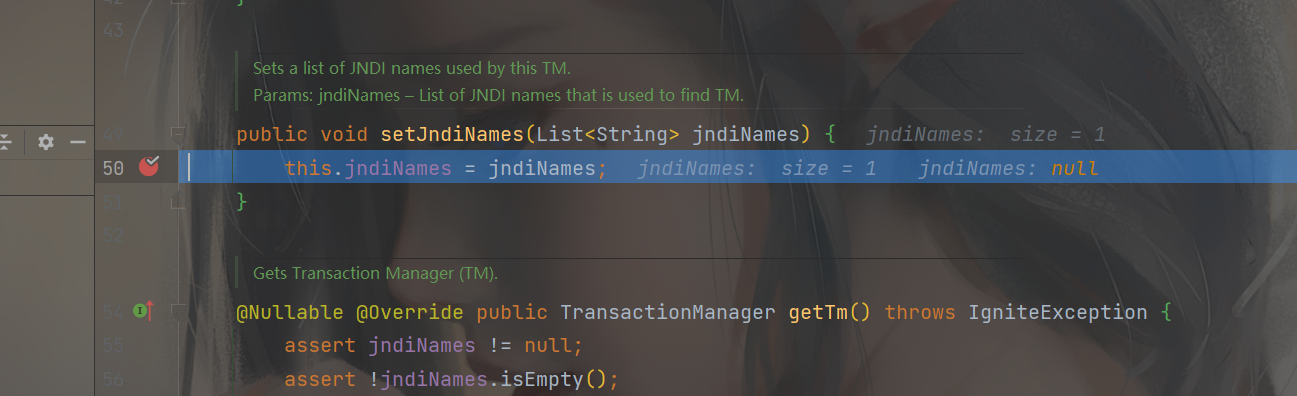 42 }
43
Sets a list of JNDI names used by this TM.
Params: jndiNames – List of JNDI names that is used to find TM.
49 public void setJndiNames(List<String> jndiNames) { jndiNames: size = 1
50 this.jndiNames = jndiNames; jndiNames: size = 1 jndiNames: null
51 }
52
Gets Transaction Manager (TM).
54 I @Nullable @Override public TransactionManager getTm() throws IgniteException {
55 assert jndiNames != null;
56 assert !jndiNames.isEmpty();